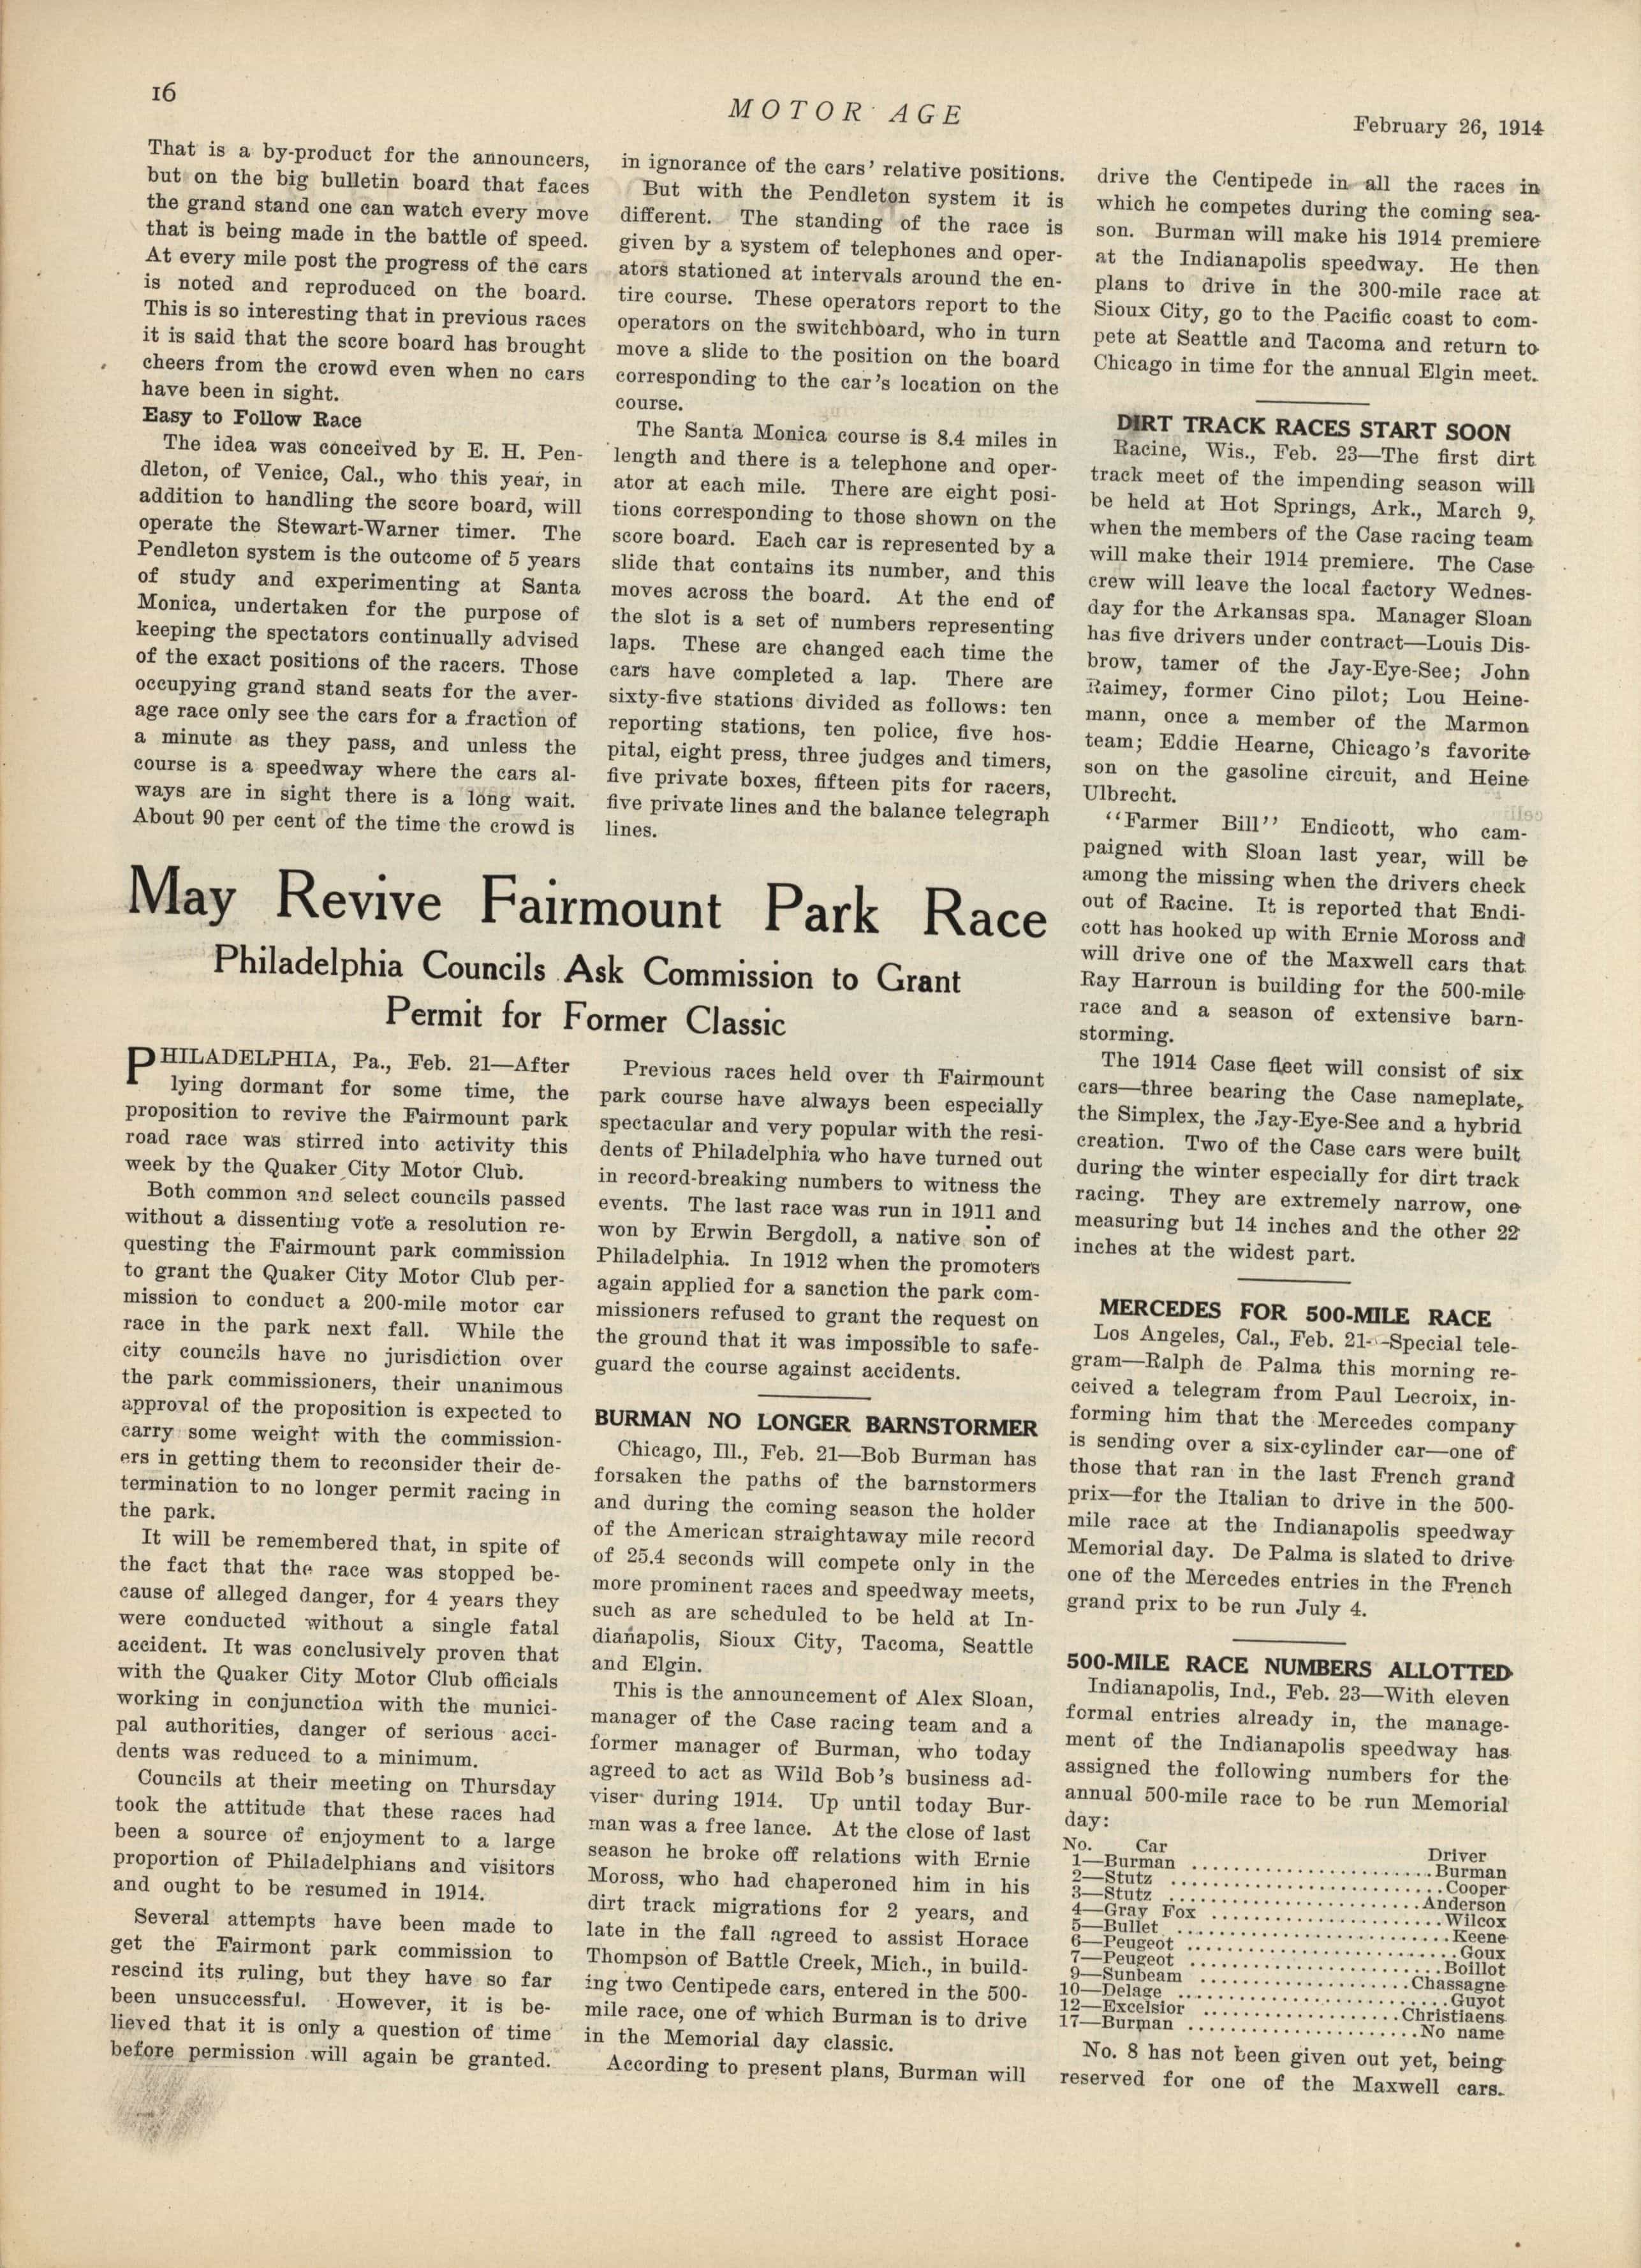 16
MOTOR AGE
February 26, 1914
That is a by-product for the announcers,
but on the big bulletin board that faces
the grand stand one can watch every move
that is being made in the battle of speed.
At every mile post the progress of the cars
is noted and reproduced on the board.
This is so interesting that in previous races
it is said that the score board has brought
cheers from the crowd even when no cars
have been in sight.
Easy to Follow Race
The idea was conceived by E. H. Pen-
dleton, of Venice, Cal., who this year, in
addition to handling the score board, will
operate the Stewart-Warner timer. The
Pendleton system is the outcome of 5 years
of study and experimenting at Santa
Monica, undertaken for the purpose of
keeping the spectators continually advised
of the exact positions of the racers. Those
occupying grand stand seats for the aver-
age race only see the cars for a fraction of
a minute as they pass, and unless the
course is a speedway where the cars al-
ways are in sight there is a long wait.
About 90 per cent of the time the crowd is
in ignorance of the cars' relative positions.
But with the Pendleton system it is
different. The standing of the race is
given by a system of telephones and oper-
ators stationed at intervals around the en-
tire course. These operators report to the
operators on the switchboard, who in turn
move a slide to the position on the board
corresponding to the car's location on the
course.
The Santa Monica course is 8.4 miles in
length and there is a telephone and oper-
ator at each mile. There are eight posi-
tions corresponding to those shown on the
score board. Each car is represented by a
slide that contains its number, and this
moves across the board. At the end of
the slot is a set of numbers representing
laps. These are changed each time the
cars have completed a lap. There are
sixty-five stations divided as follows: ten
reporting stations, ten police, five hos-
pital, eight press, three judges and timers,
five private boxes, fifteen pits for racers,
five private lines and the balance telegraph
lines.
May Revive Fairmount Park Race
Philadelphia Councils Ask Commission to Grant
Permit for Former Classic
PHILADELPHIA, Pa., Feb. 21—After
lying dormant for some time, the
proposition to revive the Fairmount park
road race was stirred into activity this
week by the Quaker City Motor Club.
Both common and select councils passed
without a dissenting vote a resolution re-
questing the Fairmount park commission
to grant the Quaker City Motor Club per-
mission to conduct a 200-mile motor car
race in the park next fall. While the
city councils have no jurisdiction over
the park commissioners, their unanimous
approval of the proposition is expected to
carry some weight with the commission-
ers in getting them to reconsider their de-
termination to no longer permit racing in
the park.
It will be remembered that, in spite of
the fact that the race was stopped be-
cause of alleged danger, for 4 years they
were conducted without a single fatal
accident. It was conclusively proven that
with the Quaker City Motor Club officials
working in conjunction with the munici-
pal authorities, danger of serious acci-
dents was reduced to a minimum.
Councils at their meeting on Thursday
took the attitude that these races had
been a source of enjoyment to a large
proportion of Philadelphians and visitors
and ought to be resumed in 1914.
Several attempts have been made to
get the Fairmont park commission to
rescind its ruling, but they have so far
been unsuccessful. However, it is be-
lieved that it is only a question of time
before permission will again be granted.
Previous races held over th Fairmount
park course have always been especially
spectacular and very popular with the resi-
dents of Philadelphia who have turned out
in record-breaking numbers to witness the
events. The last race was run in 1911 and
won by Erwin Bergdoll, a native son of
Philadelphia. In 1912 when the promoters
again applied for a sanction the park com-
missioners refused to grant the request on
the ground that it was impossible to safe-
guard the course against accidents.
BURMAN NO LONGER BARNSTORMER
Chicago, Ill., Feb. 21—Bob Burman has
forsaken the paths of the barnstormers
and during the coming season the holder
of the American straightaway mile record
of 25.4 seconds will compete only in the
more prominent races and speedway meets,
such as are scheduled to be held at In-
dianapolis, Sioux City, Tacoma, Seattle
and Elgin.
This is the announcement of Alex Sloan,
manager of the Case racing team and a
former manager of Burman, who today
agreed to act as Wild Bob's business ad-
viser during 1914. Up until today Bur-
man was a free lance. At the close of last
season he broke off relations with Ernie
Moross, who had chaperoned him in his
dirt track migrations for 2 years, and
late in the fall agreed to assist Horace
Thompson of Battle Creek, Mich., in build-
ing two Centipede cars, entered in the 500-
mile race, one of which Burman is to drive
in the Memorial day classic.
According to present plans, Burman will
drive the Centipede in all the races in
which he competes during the coming sea-
son. Burman will make his 1914 premiere
at the Indianapolis speedway. He then
plans to drive in the 300-mile race at
Sioux City, go to the Pacific coast to com-
pete at Seattle and Tacoma and return to
Chicago in time for the annual Elgin meet.
DIRT TRACK RACES START SOON
Racine, Wis., Feb. 23—The first dirt
track meet of the impending season will
be held at Hot Springs, Ark., March 9,
when the members of the Case racing team
will make their 1914 premiere. The Case
crew will leave the local factory Wednes-
day for the Arkansas spa. Manager Sloan
has five drivers under contract—Louis Dis-
brow, tamer of the Jay-Eye-See; John
Raimey, former Cino pilot; Lou Heine-
mann, once a member of the Marmon
team; Eddie Hearne, Chicago's favorite
son on the gasoline circuit, and Heine
Ulbrecht.
"Farmer Bill" Endicott, who cam-
paigned with Sloan last year, will be
among the missing when the drivers check
out of Racine. It is reported that Endi-
cott has hooked up with Ernie Moross and
will drive one of the Maxwell cars that
Ray Harroun is building for the 500-mile
race and a season of extensive barn-
storming.
The 1914 Case fleet will consist of six
cars—three bearing the Case nameplate,
the Simplex, the Jay-Eye-See and a hybrid
creation. Two of the Case cars were built
during the winter especially for dirt track
racing. They are extremely narrow, one
measuring but 14 inches and the other 22
inches at the widest part.
MERCEDES FOR 500-MILE RACE
Los Angeles, Cal., Feb. 21--Special tele-
gram—Ralph de Palma this morning re-
ceived a telegram from Paul Lecroix, in-
forming him that the Mercedes company
is sending over a six-cylinder car—one of
those that ran in the last French grand
prix—for the Italian to drive in the 500-
mile race at the Indianapolis speedway
Memorial day. De Palma is slated to drive
one of the Mercedes entries in the French
grand prix to be run July 4.
500-MILE RACE NUMBERS ALLOTTED
Indianapolis, Ind., Feb. 23—With eleven
formal entries already in, the manage-
ment of the Indianapolis speedway has
assigned the following numbers for the
annual 500-mile race to be run Memorial
day:
No. Car Driver
1—Burman ........................ Burman
2—Stutz ........................ Cooper
3—Stutz ........................ Anderson
4—Gray Fox ........................ Wilcox
5—Bullet ........................ Keene
6—Peugeot ........................ Goux
7—Peugeot ........................ Boillot
9—Sunbeam ........................ Chassagne
10—Delage ........................ Guyot
12—Excelsior ........................ Christiaens
17—Burman ........................ No name
No. 8 has not been given out yet, being
reserved for one of the Maxwell cars.